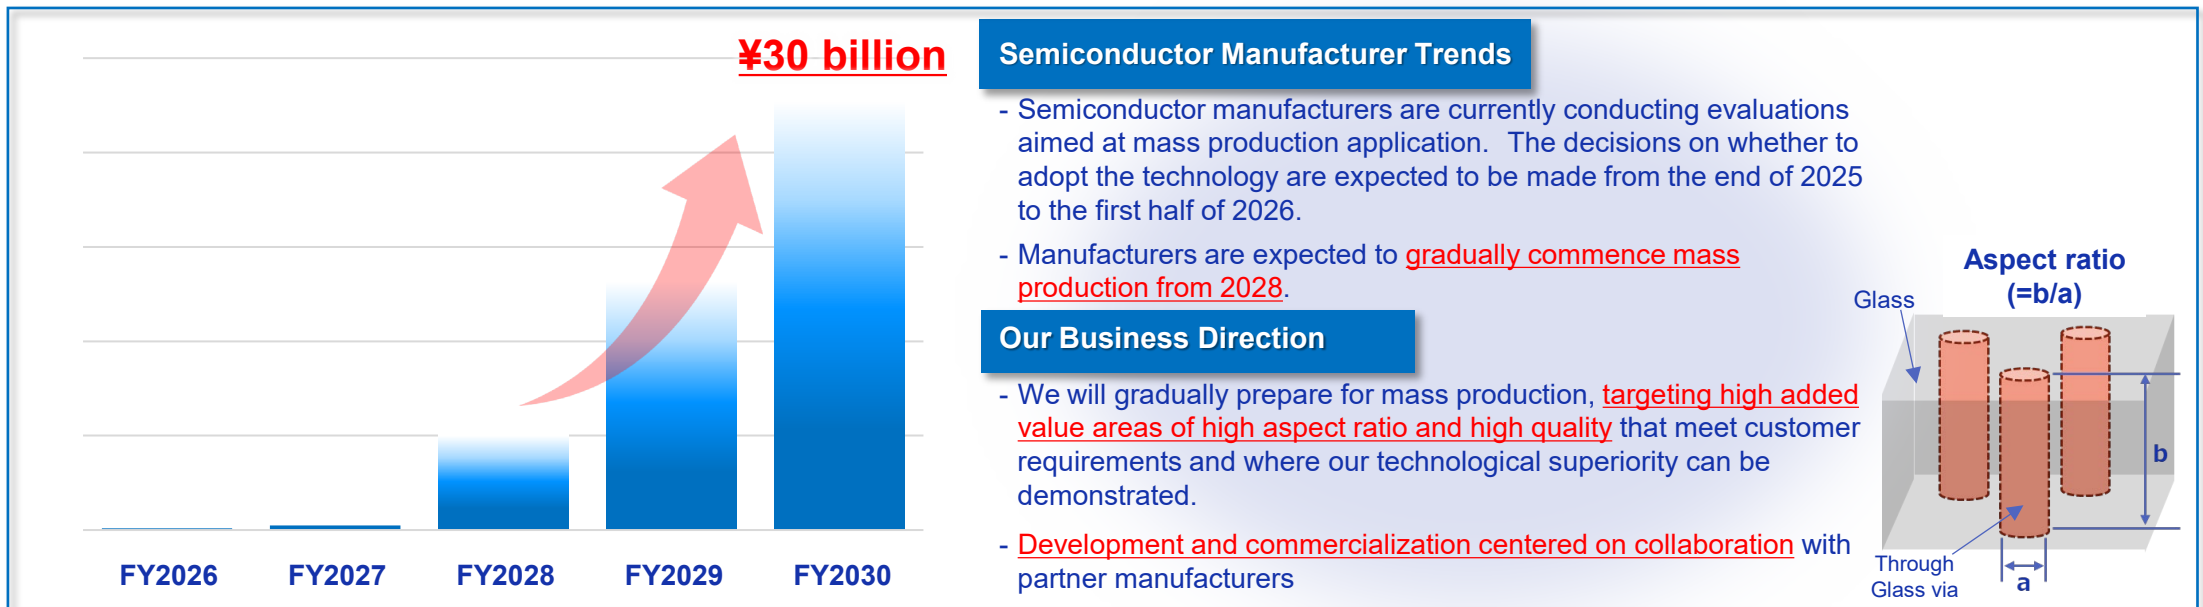 ¥30 billion
FY2026
FY2027
FY2028
FY2029
FY2030
Semiconductor Manufacturer Trends
- Semiconductor manufacturers are currently conducting evaluations
aimed at mass production application. The decisions on whether to
adopt the technology are expected to be made from the end of 2025
to the first half of 2026.
- Manufacturers are expected to gradually commence mass
production from 2028.
Our Business Direction
- We will gradually prepare for mass production, targeting high added
value areas of high aspect ratio and high quality that meet customer
requirements and where our technological superiority can be
demonstrated.
- Development and commercialization centered on collaboration with
partner manufacturers
Aspect ratio
(=b/a)
Glass
b
Through
Glass via
a